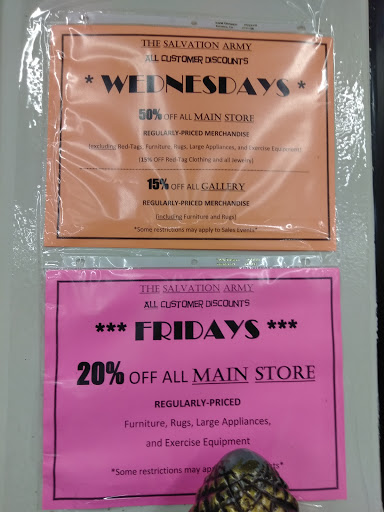 THE SALVATION ARMY
ALL CUSTOMER DISCOUNTS
* WEDNESDAYS *
50% OFF ALL MAIN STORE
REGULARLY-PRICED MERCHANDISE
(excluding Red-Tags, Furniture, Rugs, Large Appliances, and Exercise Equipment)
(15% OFF Red-Tag Clothing and all Jewelry)
15% OFF ALL GALLERY
REGULARLY-PRICED MERCHANDISE
(including Furniture and Rugs)
*Some restrictions may apply to Sales Events*
THE SALVATION ARMY
ALL CUSTOMER DISCOUNTS
*** FRIDAYS ***
20% OFF ALL MAIN STORE
REGULARLY-PRICED
Furniture, Rugs, Large Appliances,
and Exercise Equipment
*Some restrictions may